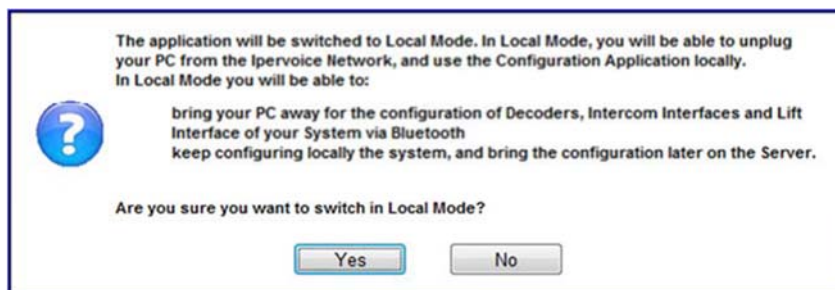 The application will be switched to Local Mode. In Local Mode, you will be able to unplug
your PC from the Ipervoice Network, and use the Configuration Application locally.
In Local Mode you will be able to:
bring your PC away for the configuration of Decoders, Intercom Interfaces and Lift
Interface of your System via Bluetooth
keep configuring locally the system, and bring the configuration later on the Server.
Are you sure you want to switch in Local Mode?
Yes No